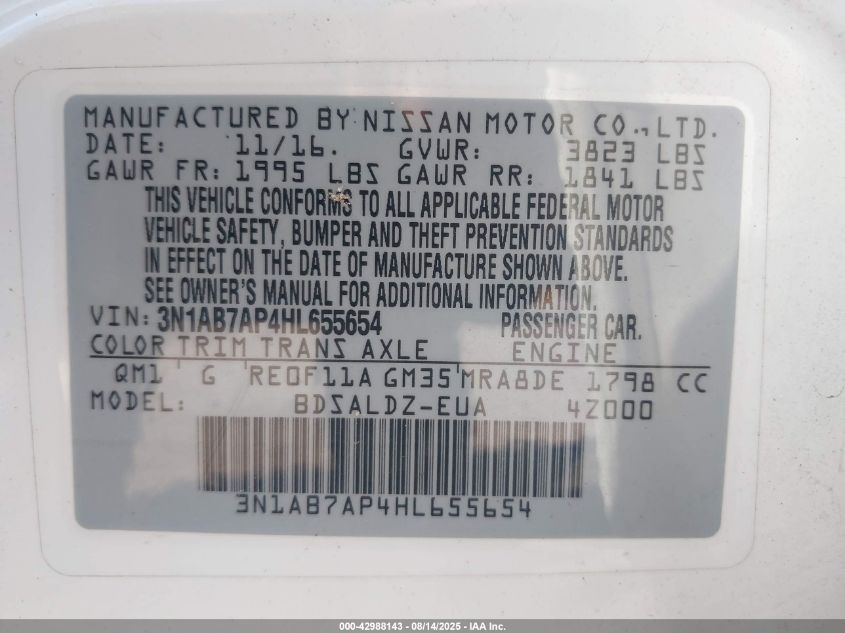 MANUFACTURED BY NISSAN MOTOR CO., LTD.
DATE: 11/16. GVWR: 3823 LBS
GAWR FR: 1995 LBS GAWR RR: 1841 LBS
THIS VEHICLE CONFORMS TO ALL APPLICABLE FEDERAL MOTOR
VEHICLE SAFETY, BUMPER AND THEFT PREVENTION STANDARDS
IN EFFECT ON THE DATE OF MANUFACTURE SHOWN ABOVE.
SEE OWNER'S MANUAL FOR ADDITIONAL INFORMATION.
VIN: 3N1AB7AP4HL655654 PASSENGER CAR.
COLOR TRIM TRANS AXLE ENGINE
QM1 G RE0F11A GM35 MRA8DE 1798 CC
MODEL: BDSALDZ-EUA 4Z000
3N1AB7AP4HL655654
000-42988143 - 08/14/2025 - IAA Inc.